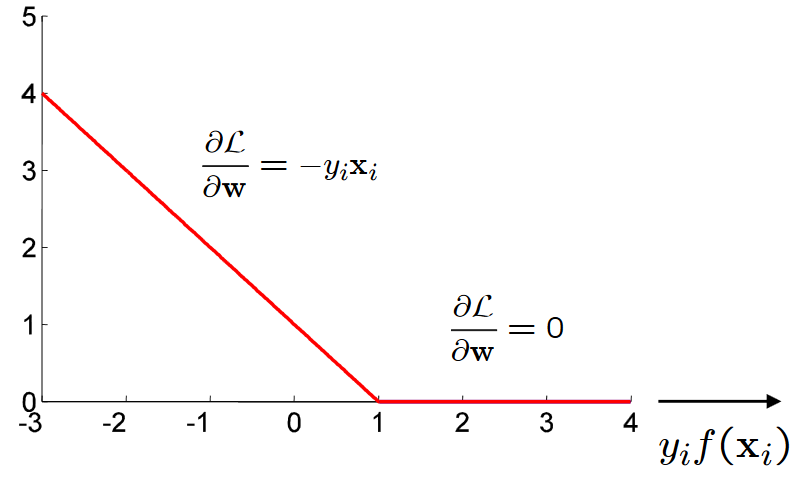 5
4
3
2
1
0
∂ℒ/∂𝐰 = −yᵢ𝐱ᵢ
∂ℒ/∂𝐰 = 0
-3 -2 -1 0 1 2 3 4
yᵢf(𝐱ᵢ)